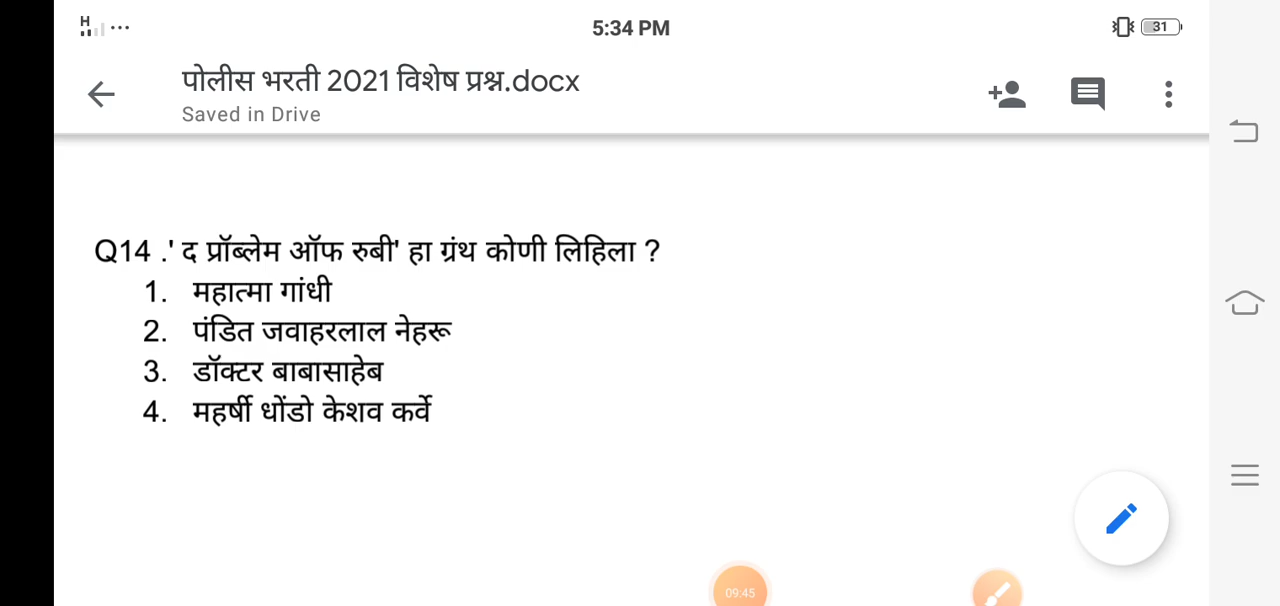 H
5:34 PM
31
पोलीस भरती 2021 विशेष प्रश्न.docx
Saved in Drive
Q14 .' द प्रॉब्लेम ऑफ रुबी' हा ग्रंथ कोणी लिहिला ?
1. महात्मा गांधी
2. पंडित जवाहरलाल नेहरू
3. डॉक्टर बाबासाहेब
4. महर्षी धोंडो केशव कर्वे
09:45